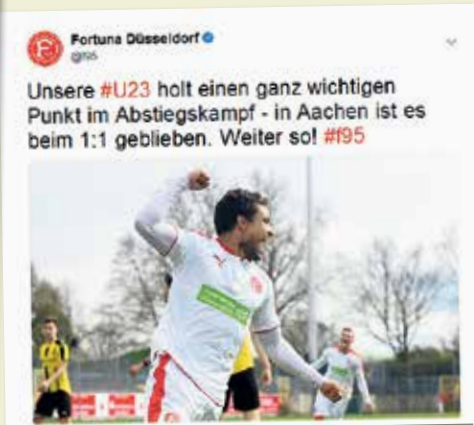 Fortuna Düsseldorf
@f95
Unsere #U23 holt einen ganz wichtigen
Punkt im Abstiegskampf - in Aachen ist es
beim 1:1 geblieben. Weiter so! #f95